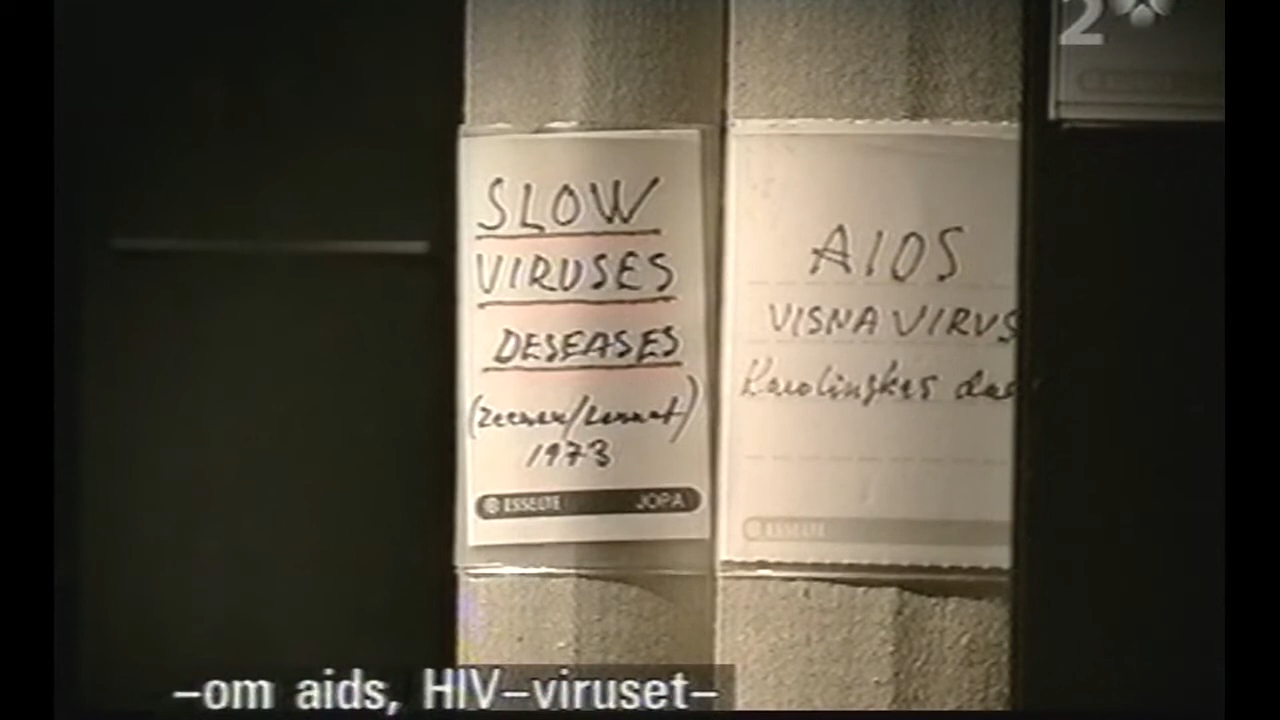 2
SLOW
VIRUSES
DESEASES
1973
ESSELTE JOPA
AIDS
VISNA VIRUS
ESSELTE
–om aids, HIV–viruset–